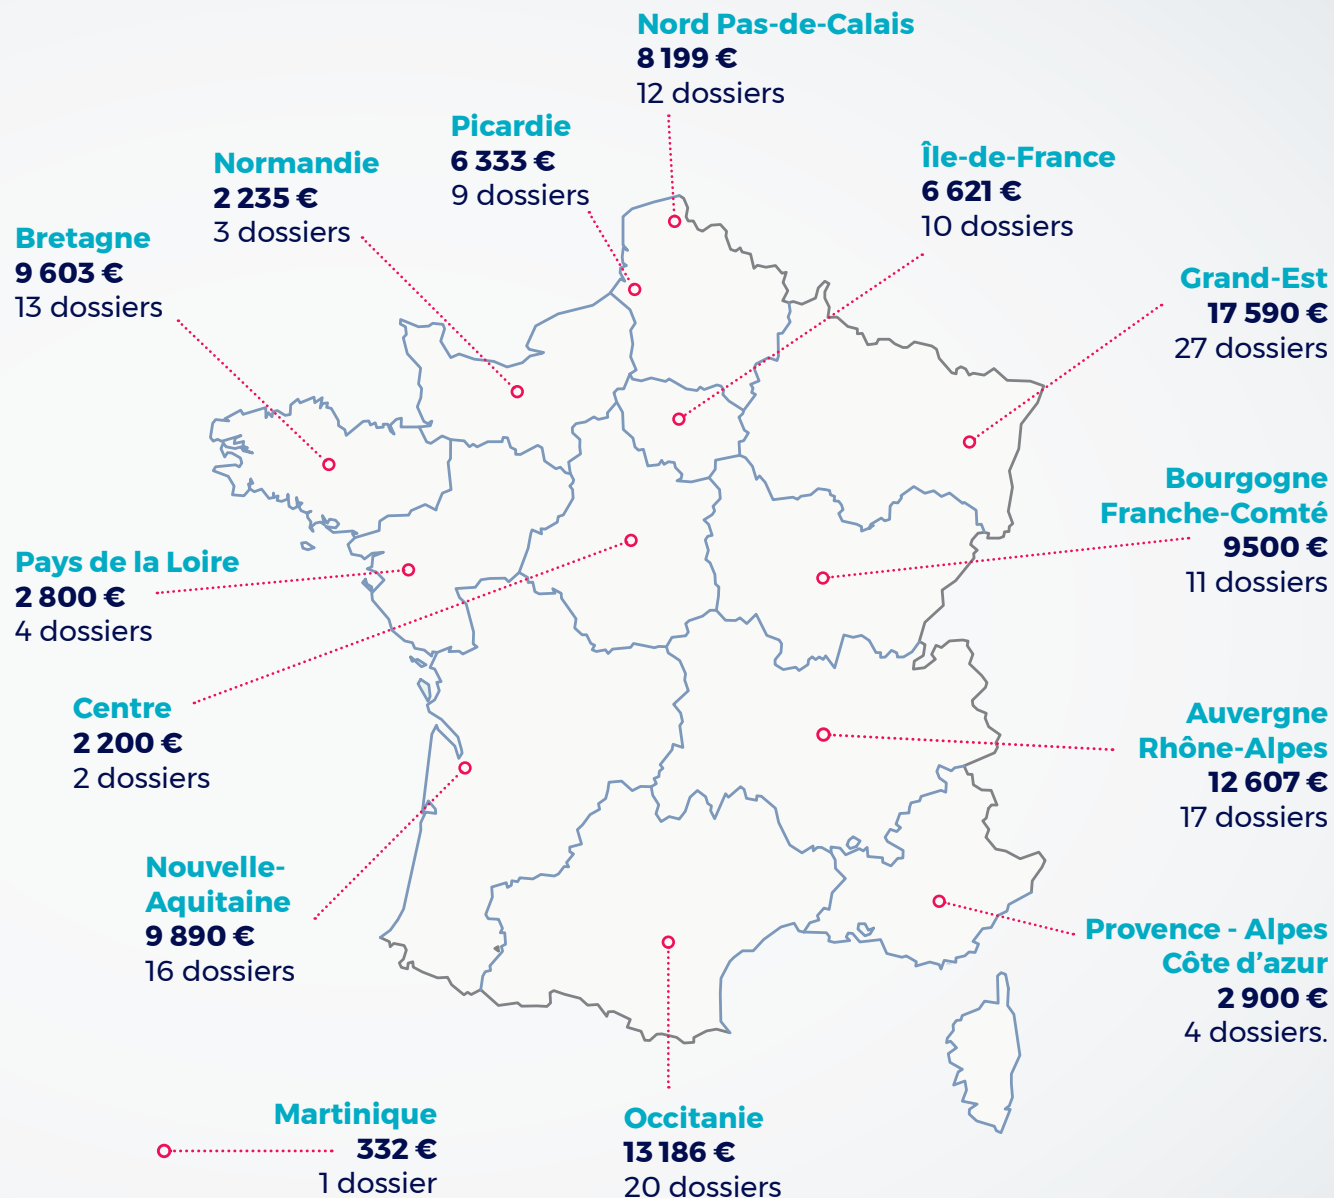 Nord Pas-de-Calais
8 199 €
12 dossiers
Picardie
6 333 €
9 dossiers
Normandie
2 235 €
3 dossiers
Île-de-France
6 621 €
10 dossiers
Bretagne
9 603 €
13 dossiers
Grand-Est
17 590 €
27 dossiers
Bourgogne
Franche-Comté
9500 €
11 dossiers
Pays de la Loire
2 800 €
4 dossiers
Centre
2 200 €
2 dossiers
Auvergne
Rhône-Alpes
12 607 €
17 dossiers
Nouvelle-
Aquitaine
9 890 €
16 dossiers
Provence - Alpes
Côte d’azur
2 900 €
4 dossiers.
Martinique
332 €
1 dossier
Occitanie
13 186 €
20 dossiers